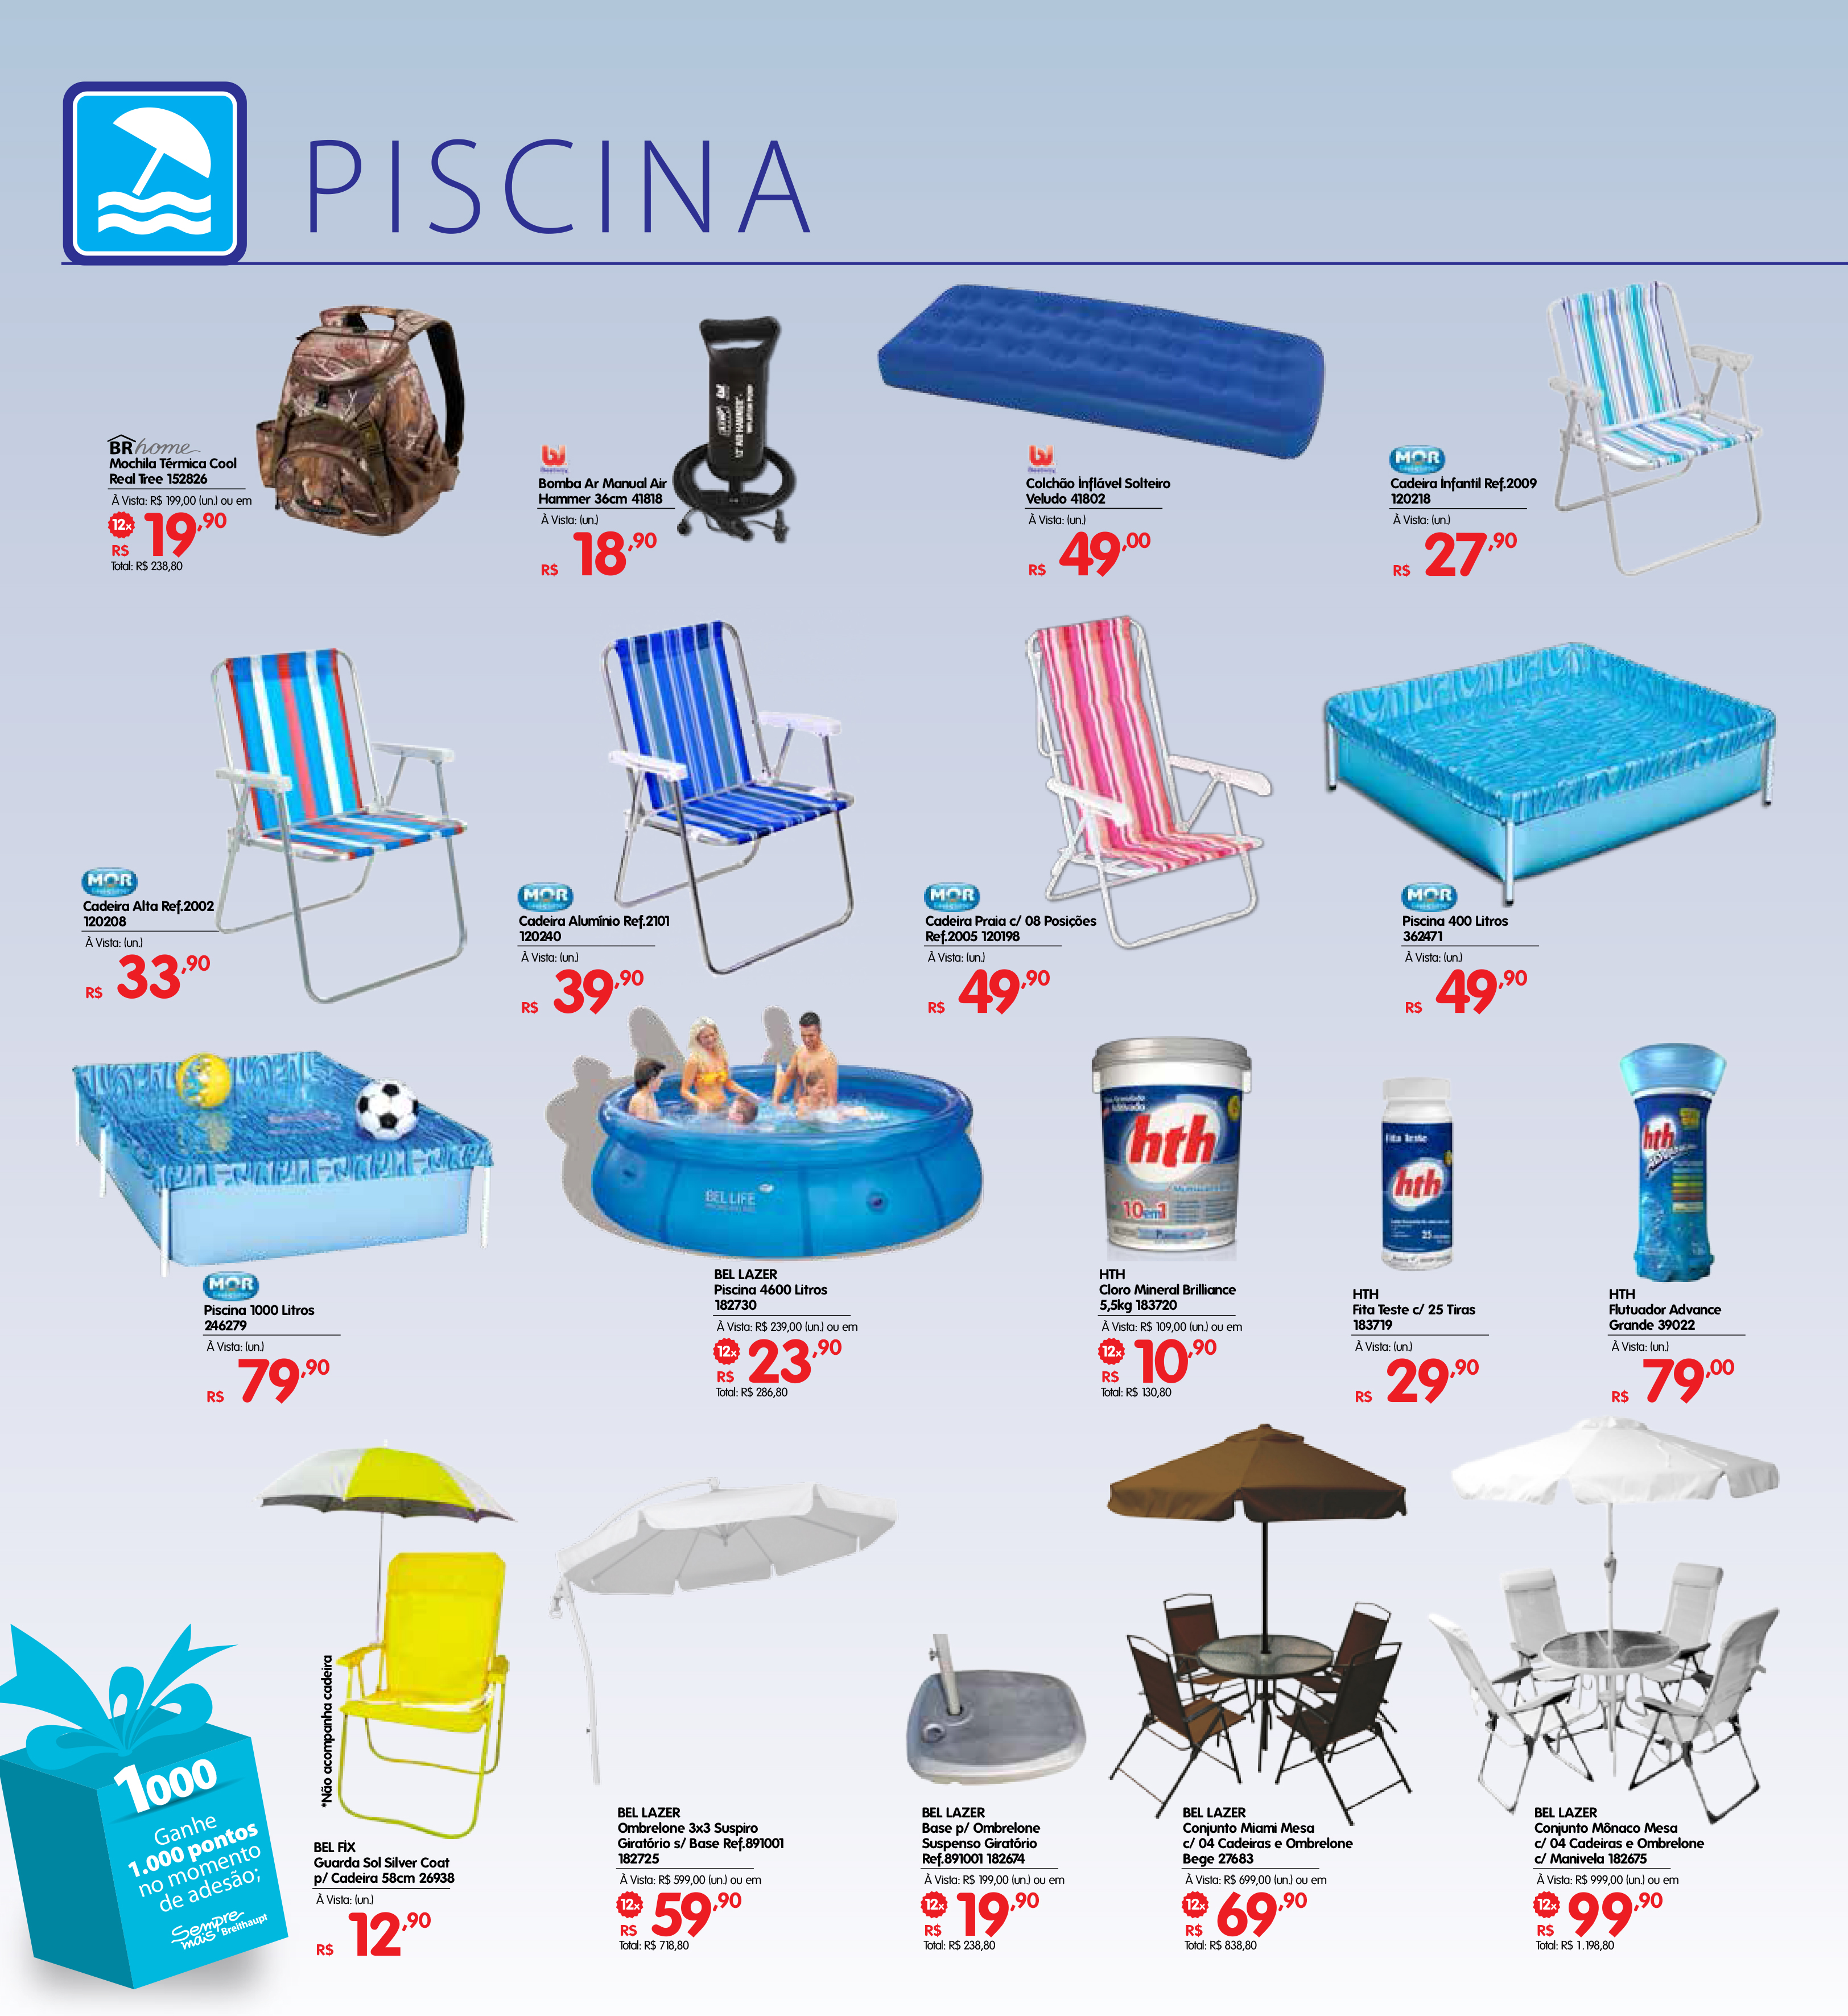 PISCINA
BRhome
Mochila Térmica Cool
Real Tree 152826
À Vista: R$ 199,00 (un.) ou em
12x
R$ 19,90
Total: R$ 238,80
Bestway
Bomba Ar Manual Air
Hammer 36cm 41818
À Vista: (un.)
R$ 18,90
AIR HAMMER
Bestway
Colchão Inflável Solteiro
Veludo 41802
À Vista: (un.)
R$ 49,00
MOR
Cadeira Infantil Ref.2009
120218
À Vista: (un.)
R$ 27,90
MOR
Cadeira Alta Ref.2002
120208
À Vista: (un.)
R$ 33,90
MOR
Cadeira Alumínio Ref.2101
120240
À Vista: (un.)
R$ 39,90
MOR
Cadeira Praia c/ 08 Posições
Ref.2005 120198
À Vista: (un.)
R$ 49,90
MOR
Piscina 400 Litros
362471
À Vista: (un.)
R$ 49,90
MOR
Piscina 1000 Litros
246279
À Vista: (un.)
R$ 79,90
BEL LIFE
BEL LAZER
Piscina 4600 Litros
182730
À Vista: R$ 239,00 (un.) ou em
12x
R$ 23,90
Total: R$ 286,80
hth
10em1
HTH
Cloro Mineral Brilliance
5,5kg 183720
À Vista: R$ 109,00 (un.) ou em
12x
R$ 10,90
Total: R$ 130,80
Fita Teste
hth
25
HTH
Fita Teste c/ 25 Tiras
183719
À Vista: (un.)
R$ 29,90
hth
HTH
Flutuador Advance
Grande 39022
À Vista: (un.)
R$ 79,00
1000
Ganhe
1.000 pontos
no momento
de adesão;
Sempre
mais Breithaupt
*Não acompanha cadeira
BEL FIX
Guarda Sol Silver Coat
p/ Cadeira 58cm 26938
À Vista: (un.)
R$ 12,90
BEL LAZER
Ombrelone 3x3 Suspiro
Giratório s/ Base Ref.891001
182725
À Vista: R$ 599,00 (un.) ou em
12x
R$ 59,90
Total: R$ 718,80
BEL LAZER
Base p/ Ombrelone
Suspenso Giratório
Ref.891001 182674
À Vista: R$ 199,00 (un.) ou em
12x
R$ 19,90
Total: R$ 238,80
BEL LAZER
Conjunto Miami Mesa
c/ 04 Cadeiras e Ombrelone
Bege 27683
À Vista: R$ 699,00 (un.) ou em
12x
R$ 69,90
Total: R$ 838,80
BEL LAZER
Conjunto Mônaco Mesa
c/ 04 Cadeiras e Ombrelone
c/ Manivela 182675
À Vista: R$ 999,00 (un.) ou em
12x
R$ 99,90
Total: R$ 1.198,80